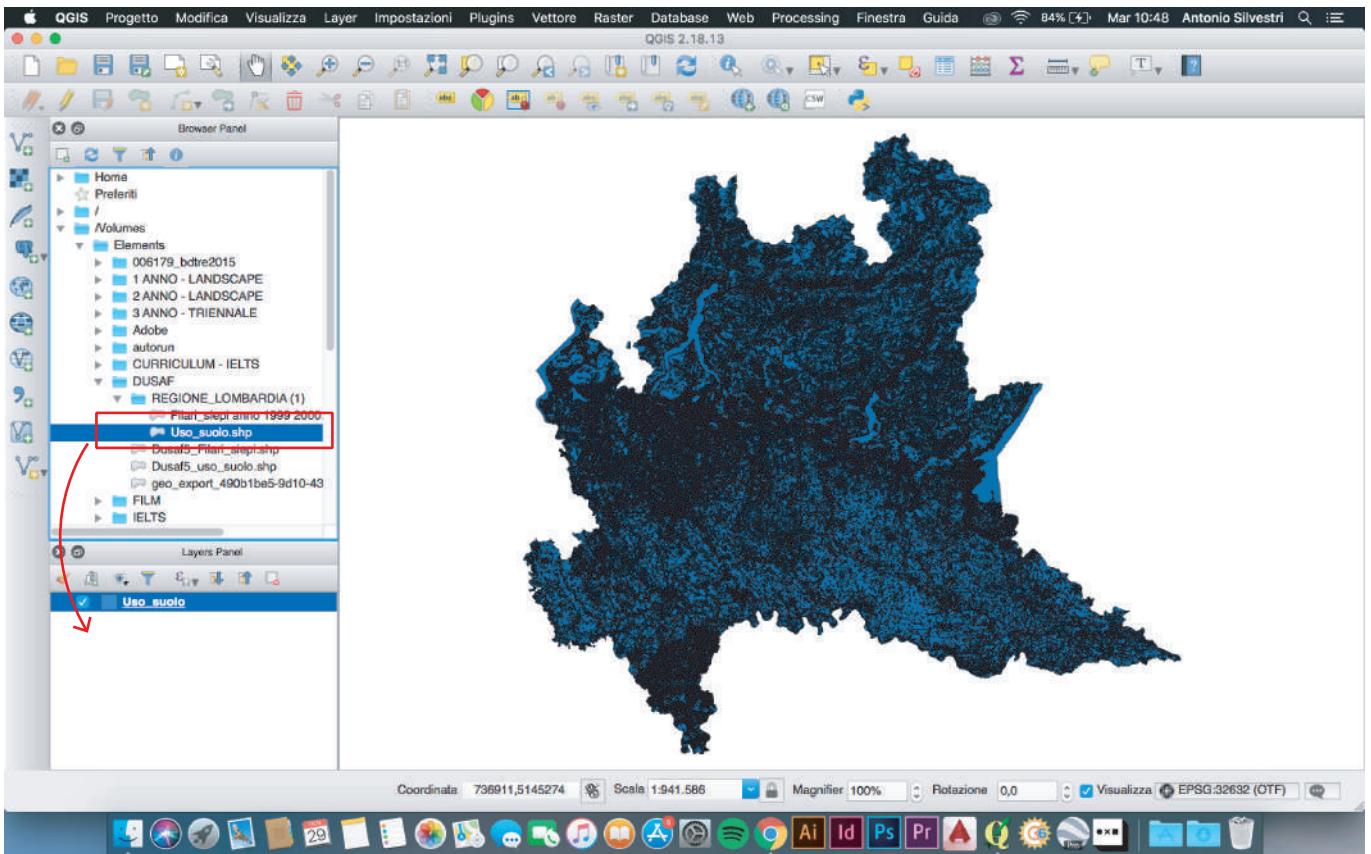 QGIS Progetto Modifica Visualizza Layer Impostazioni Plugins Vettore Raster Database Web Processing Finestra Guida 84% Mar 10:48 Antonio Silvestri
QGIS 2.18.13
CSW
Browser Panel
Home
Preferiti
/
/Volumes
Elements
006179_bdtre2015
1 ANNO - LANDSCAPE
2 ANNO - LANDSCAPE
3 ANNO - TRIENNALE
Adobe
autorun
CURRICULUM - IELTS
DUSAF
REGIONE_LOMBARDIA (1)
Filari_siepi anno 1999 2000.
Uso_suolo.shp
Dusaf5_Filari_siepi.shp
Dusaf5_uso_suolo.shp
geo_export_490b1be5-9d10-43
FILM
IELTS
Layers Panel
Uso_suolo
Coordinata 736911,5145274 Scala 1:941.586 Magnifier 100% Rotazione 0,0 Visualizza EPSG:32632 (OTF)
29 Ai Id Ps Pr Pro